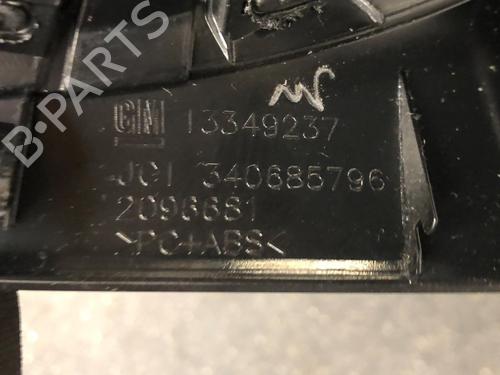 B-PARTS
GM 13349237
JCI 340685796
2096681
>PC+ABS<